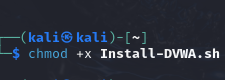 ┌──(kali㉿kali)-[~]
└─$ chmod +x Install-DVWA.sh